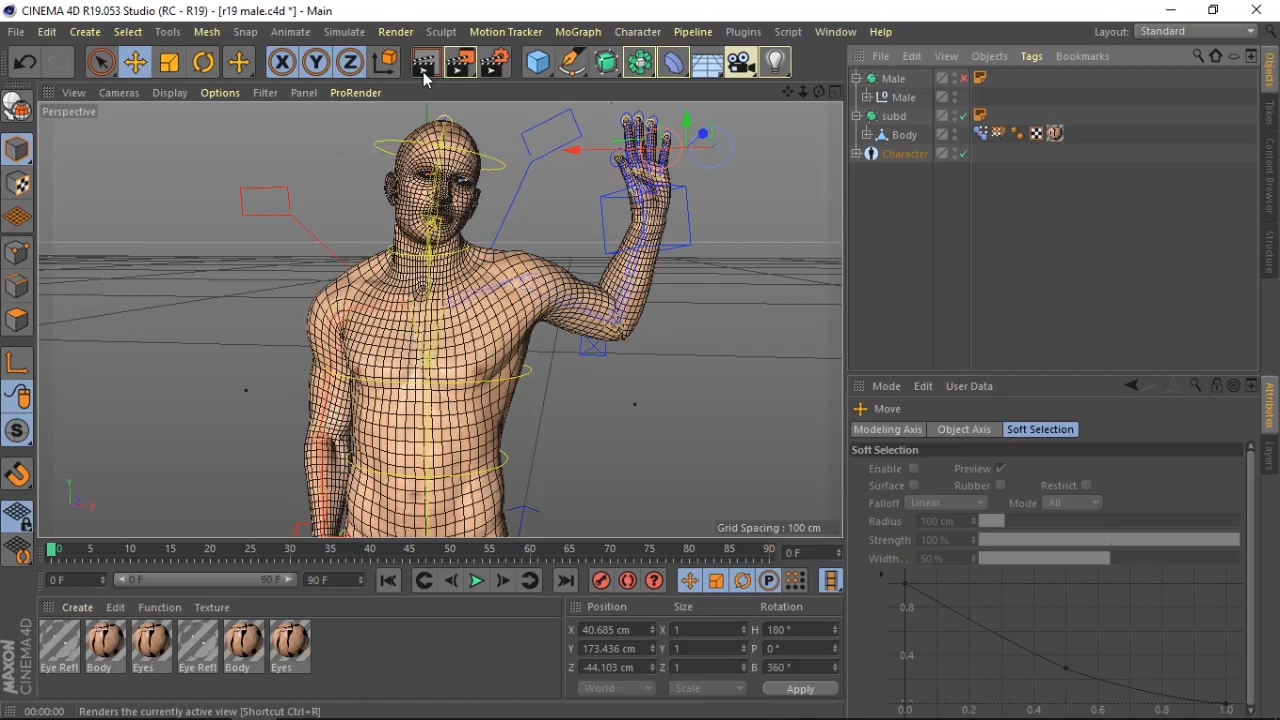 CINEMA 4D R19.053 Studio (RC - R19) - [r19 male.c4d *] - Main
File Edit Create Select Tools Mesh Snap Animate Simulate Render Sculpt Motion Tracker MoGraph Character Pipeline Plugins Script Window Help Layout: Standard
X Y Z
File Edit View Objects Tags Bookmarks
View Cameras Display Options Filter Panel ProRender
Perspective
Male
Male
subd
Body
Character
Objects
Takes
Content Browser
Structure
Mode Edit User Data
Move
Modeling Axis Object Axis Soft Selection
Soft Selection
Enable Preview
Surface Rubber Restrict
Falloff Linear Mode All
Radius 100 cm
Strength 100 %
Width . . 50 %
0.8
0.4
0.0 0.2 0.4 0.6 0.8 1.0
Attributes
Layers
Y
Z X
Grid Spacing : 100 cm
0 5 10 15 20 25 30 35 40 45 50 55 60 65 70 75 80 85 90 0 F
0 F 0 F 90 F 90 F
Create Edit Function Texture
Eye Refl Body Eyes Eye Refl Body Eyes
Position Size Rotation
X 40.685 cm X 1 H 180 °
Y 173.436 cm Y 1 P 0 °
Z -44.103 cm Z 1 B 360 °
World Scale Apply
MAXON CINEMA 4D
00:00:00 Renders the currently active view [Shortcut Ctrl+R]